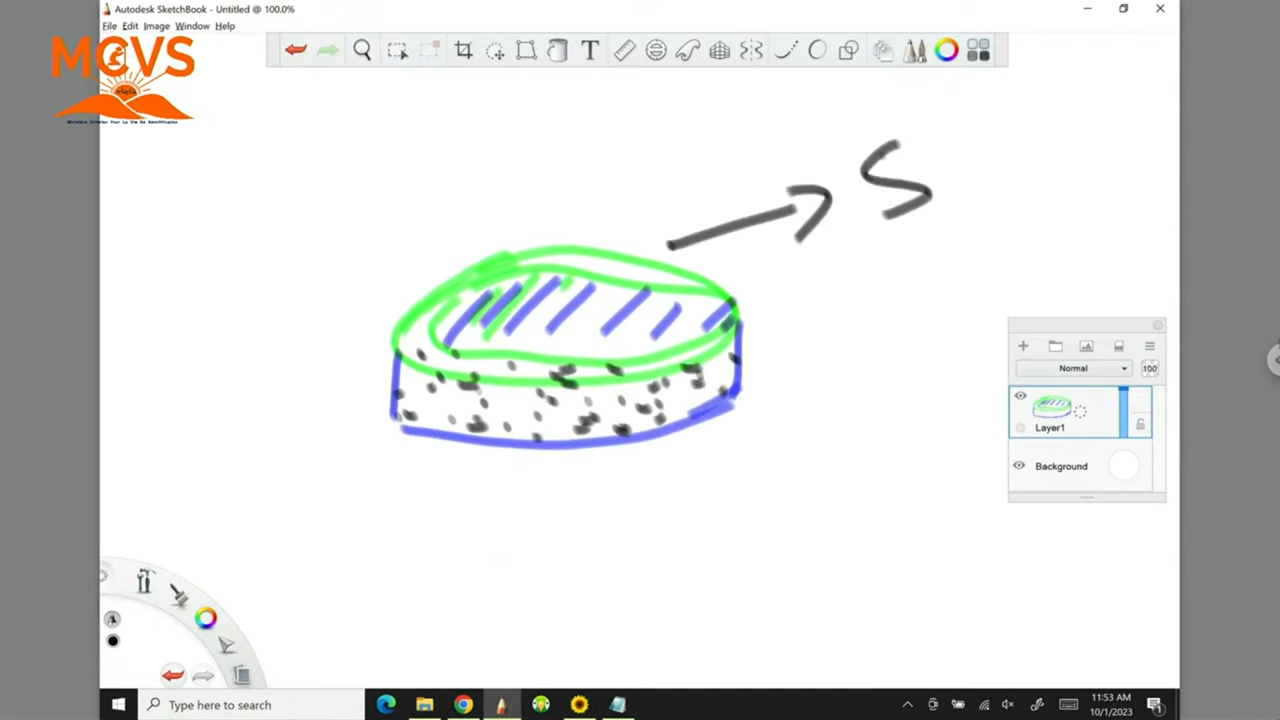 Autodesk SketchBook - Untitled @ 100.0%
File Edit Image Window Help
MCVS
T
S
Normal
100
Layer1
Background
Type here to search
11:53 AM
10/1/2023
1